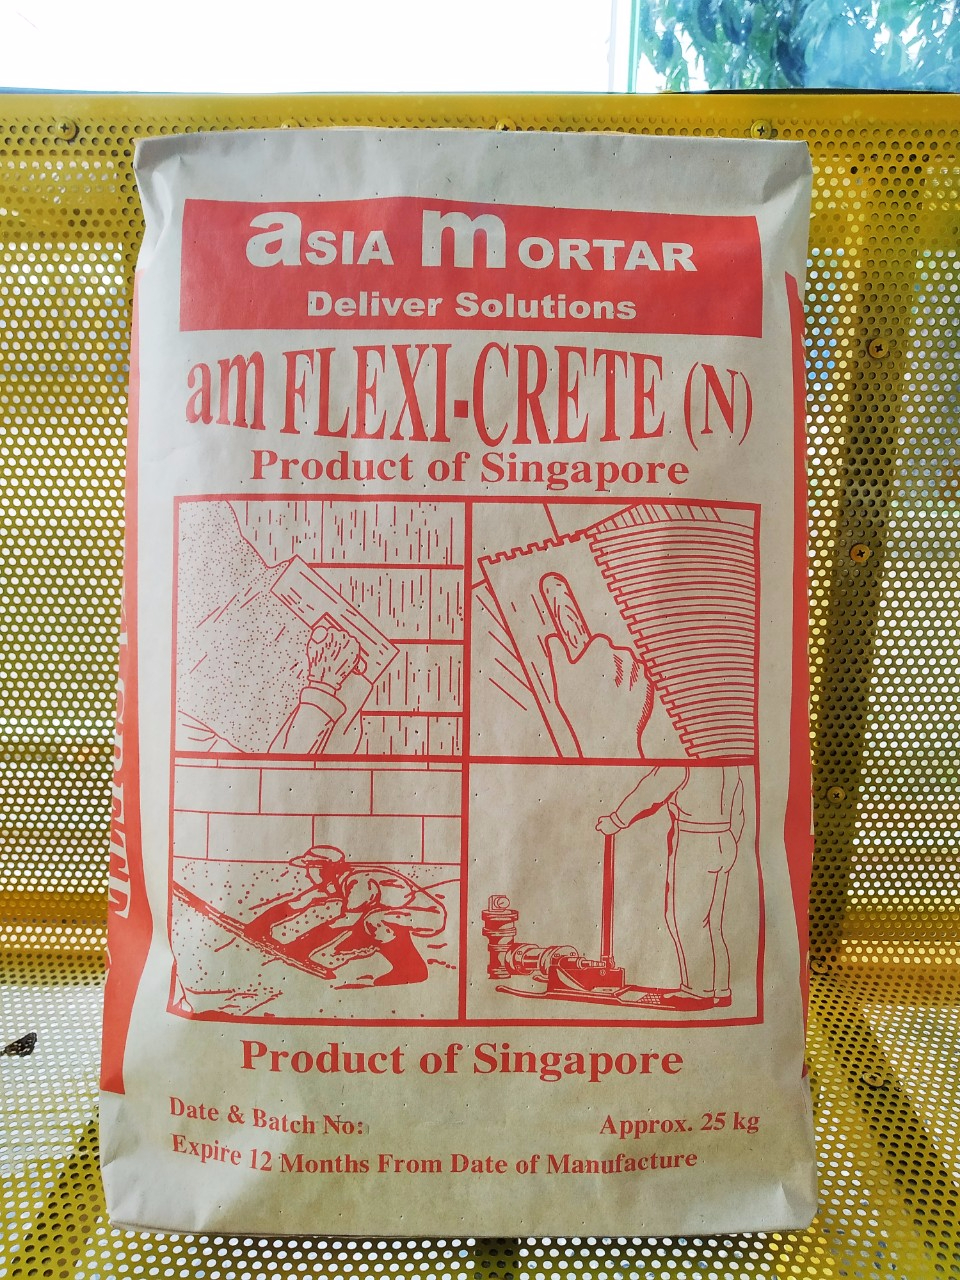 aSIA mORTAR
Deliver Solutions
am FLEXI-CRETE (N)
Product of Singapore
Product of Singapore
Date & Batch No:
Approx. 25 kg
Expire 12 Months From Date of Manufacture